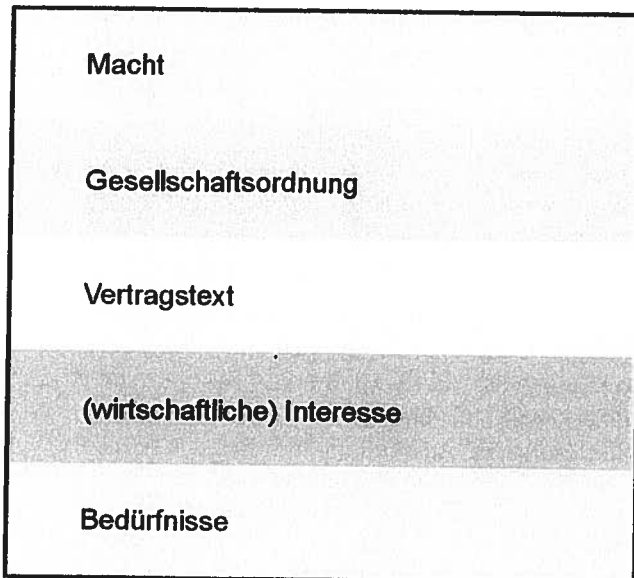 Macht
Gesellschaftsordnung
Vertragstext
(wirtschaftliche) Interesse
Bedürfnisse